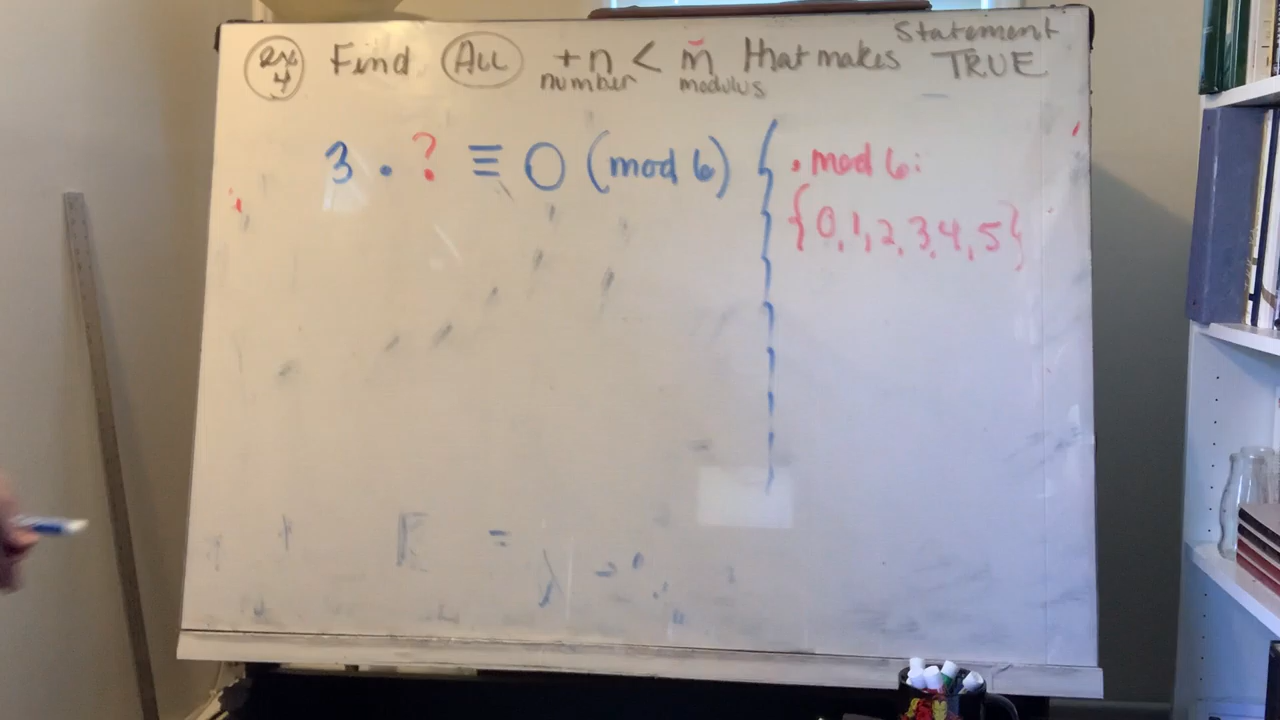 Ex 4 Find ALL +n < m that makes Statement TRUE
number modulus
3 · ? ≡ 0 (mod 6)
• mod 6:
{0, 1, 2, 3, 4, 5}